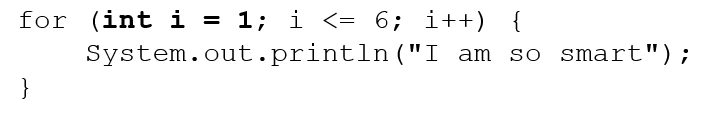 for (int i = 1; i <= 6; i++) {
    System.out.println("I am so smart");
}